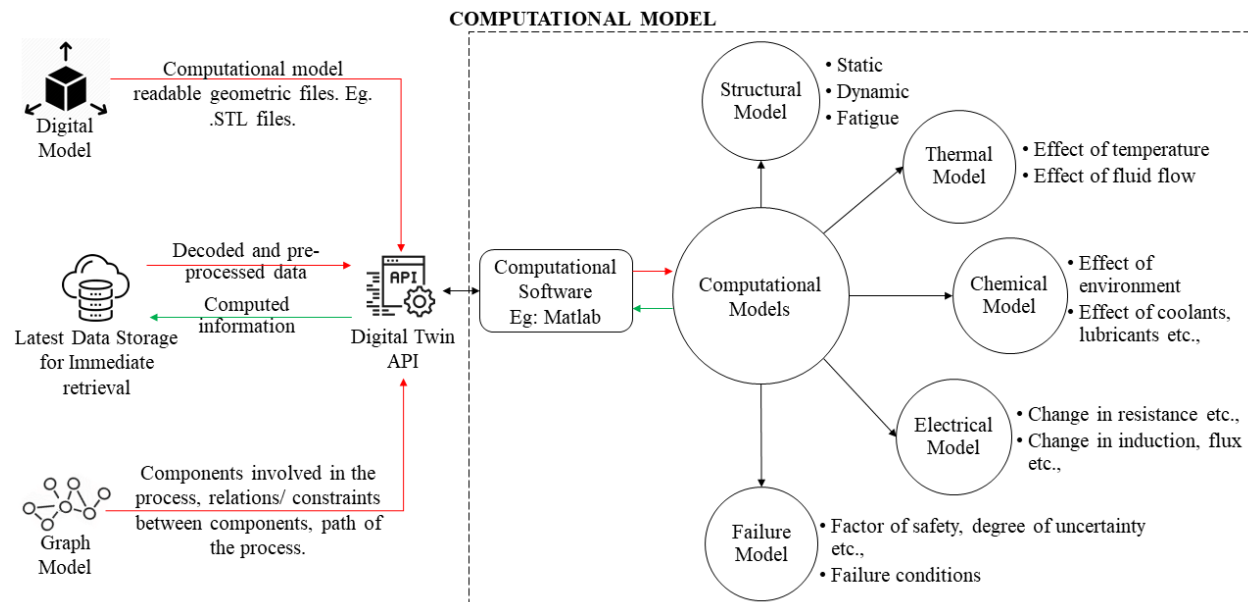 COMPUTATIONAL MODEL
Digital
Model
Computational model
readable geometric files. Eg.
.STL files.
Latest Data Storage
for Immediate
retrieval
Decoded and pre-
processed data
Computed
information
API
Digital Twin
API
Graph
Model
Components involved in the
process, relations/ constraints
between components, path of
the process.
Computational
Software
Eg: Matlab
Computational
Models
Structural
Model
• Static
• Dynamic
• Fatigue
Thermal
Model
• Effect of temperature
• Effect of fluid flow
Chemical
Model
• Effect of
environment
• Effect of coolants,
lubricants etc.,
Electrical
Model
• Change in resistance etc.,
• Change in induction, flux
etc.,
Failure
Model
• Factor of safety, degree of uncertainty
etc.,
• Failure conditions